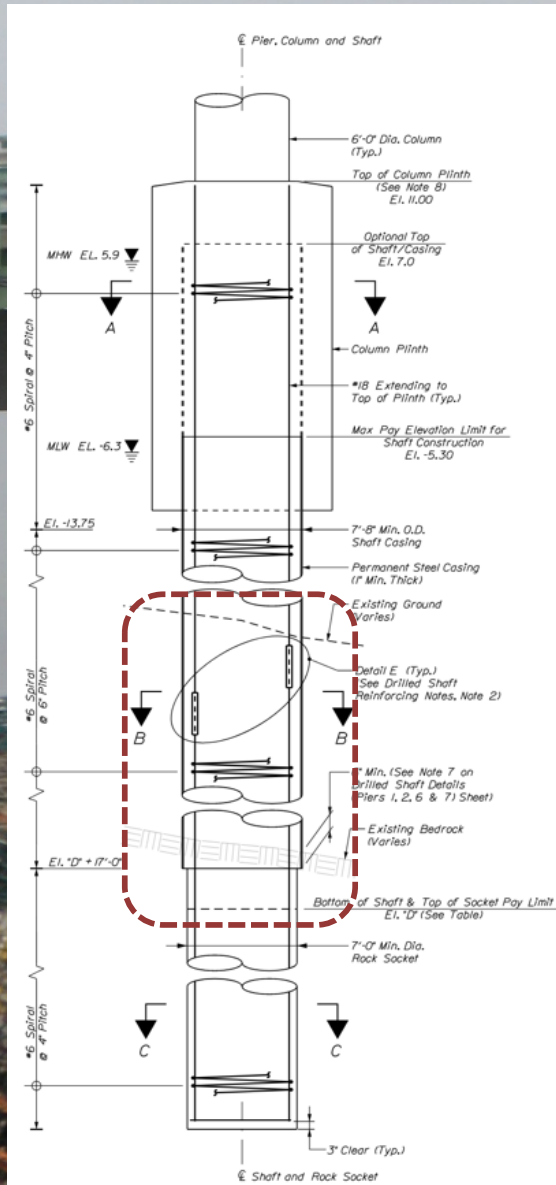 ℄ Pier, Column and Shaft
6'-0" Dia. Column
(Typ.)
Top of Column Plinth
(See Note 8)
El. 11.00
Optional Top
of Shaft/Casing
El. 7.0
MHW EL. 5.9
A
A
#6 Spiral @ 4" Pitch
Column Plinth
#18 Extending to
Top of Plinth (Typ.)
Max Pay Elevation Limit for
Shaft Construction
El. -5.30
MLW EL. -6.3
El. -13.75
7'-8" Min. O.D.
Shaft Casing
Permanent Steel Casing
(1" Min. Thick)
Existing Ground
(Varies)
Detail E (Typ.)
(See Drilled Shaft
Reinforcing Notes, Note 2)
#6 Spiral
@ 6" Pitch
B
B
Min. (See Note 7 on
Drilled Shaft Details
(Piers 1, 2, 6 & 7) Sheet)
Existing Bedrock
(Varies)
El. "D" + 17'-0"
Bottom of Shaft & Top of Socket Pay Limit
El. "D" (See Table)
7'-0" Min. Dia.
Rock Socket
#6 Spiral
@ 4" Pitch
C
C
3" Clear (Typ.)
℄ Shaft and Rock Socket